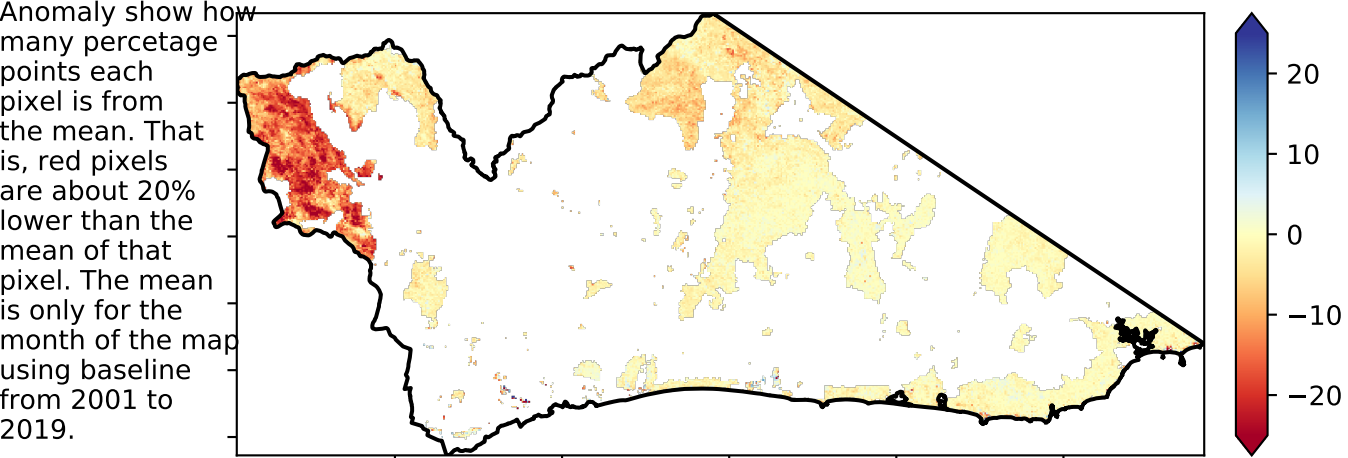 Anomaly show how
many percetage
points each
pixel is from
the mean. That
is, red pixels
are about 20%
lower than the
mean of that
pixel. The mean
is only for the
month of the map
using baseline
from 2001 to
2019.
20
10
0
−10
−20